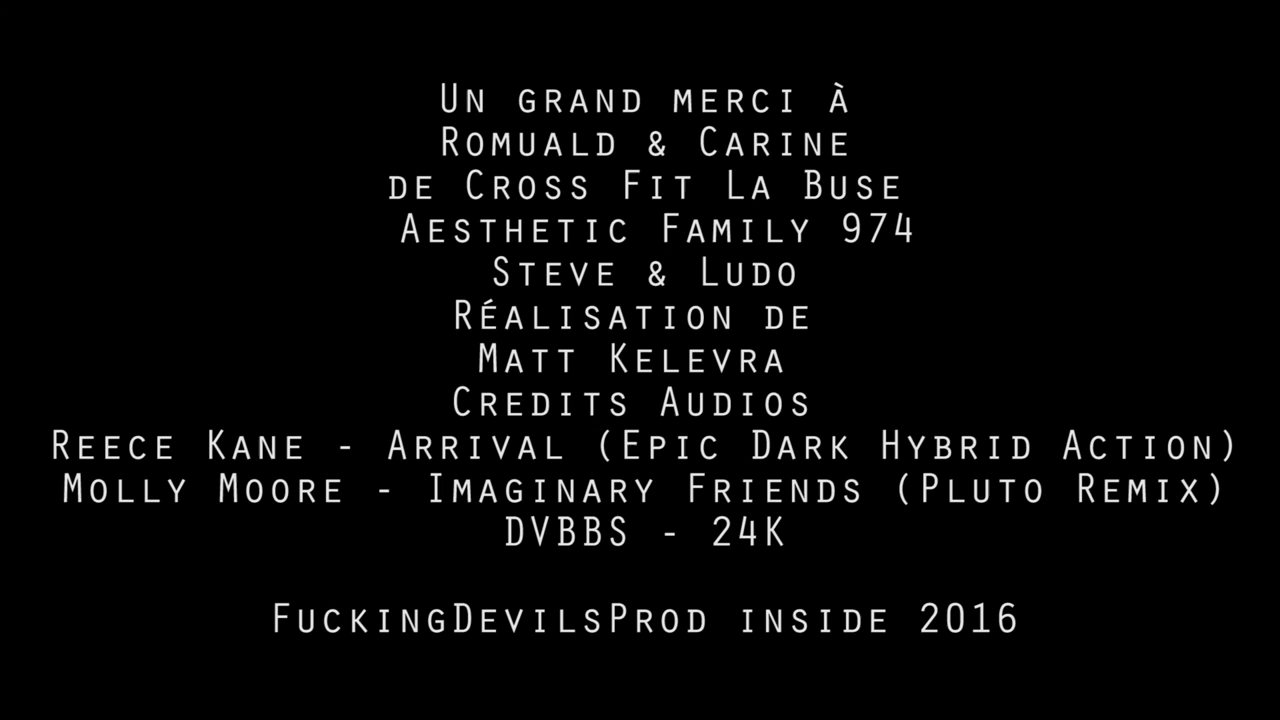 Un grand merci à
Romuald & Carine
de Cross Fit La Buse
Aesthetic Family 974
Steve & Ludo
Réalisation de
Matt Kelevra
Credits Audios
Reece Kane - Arrival (Epic Dark Hybrid Action)
Molly Moore - Imaginary Friends (Pluto Remix)
DVBBS - 24K
FuckingDevilsProd inside 2016